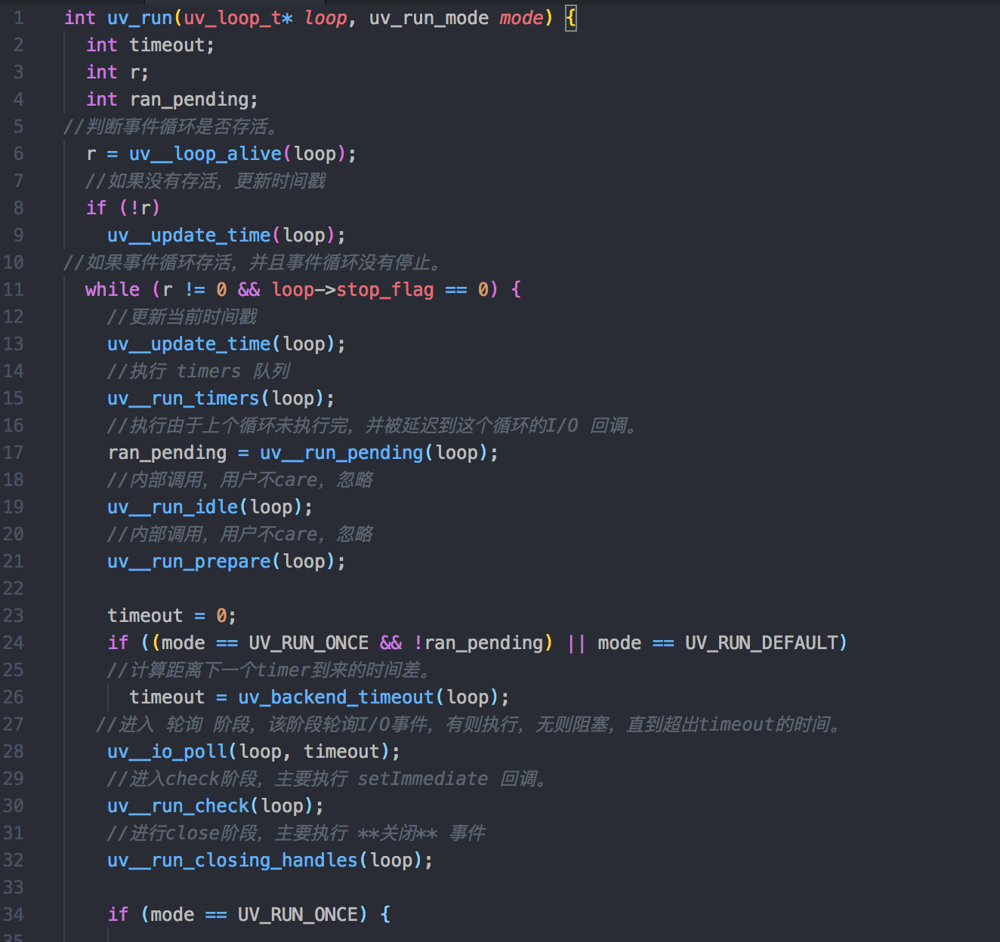 1 int uv_run(uv_loop_t* loop, uv_run_mode mode) {
2 int timeout;
3 int r;
4 int ran_pending;
5 //判断事件循环是否存活。
6 r = uv__loop_alive(loop);
7 //如果没有存活，更新时间戳
8 if (!r)
9 uv__update_time(loop);
10 //如果事件循环存活，并且事件循环没有停止。
11 while (r != 0 && loop->stop_flag == 0) {
12 //更新当前时间戳
13 uv__update_time(loop);
14 //执行 timers 队列
15 uv__run_timers(loop);
16 //执行由于上个循环未执行完，并被延迟到这个循环的I/O 回调。
17 ran_pending = uv__run_pending(loop);
18 //内部调用，用户不care，忽略
19 uv__run_idle(loop);
20 //内部调用，用户不care，忽略
21 uv__run_prepare(loop);
22
23 timeout = 0;
24 if ((mode == UV_RUN_ONCE && !ran_pending) || mode == UV_RUN_DEFAULT)
25 //计算距离下一个timer到来的时间差。
26 timeout = uv_backend_timeout(loop);
27 //进入 轮询 阶段，该阶段轮询I/O事件，有则执行，无则阻塞，直到超出timeout的时间。
28 uv__io_poll(loop, timeout);
29 //进入check阶段，主要执行 setImmediate 回调。
30 uv__run_check(loop);
31 //进行close阶段，主要执行 **关闭** 事件
32 uv__run_closing_handles(loop);
33
34 if (mode == UV_RUN_ONCE) {
35